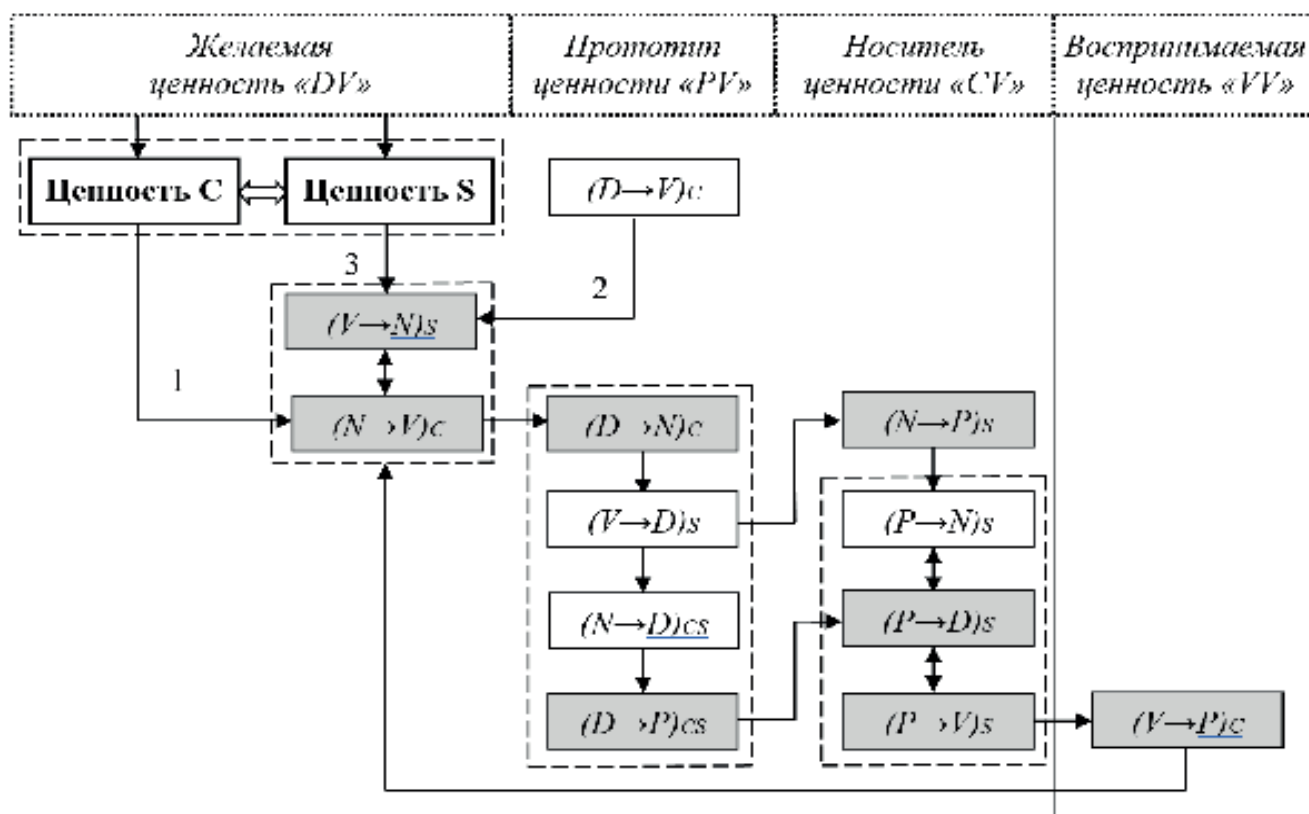 Желаемая
ценность «DV»
Прототип
ценности «PV»
Носитель
ценности «CV»
Воспринимаемая
ценность «VV»
Ценность C
Ценность S
(D→V)c
3
2
(V→N)s
1
(N→V)c
(D→N)c
(N→P)s
(V→D)s
(P→N)s
(N→D)cs
(P→D)s
(D→P)cs
(P→V)s
(V→P)c